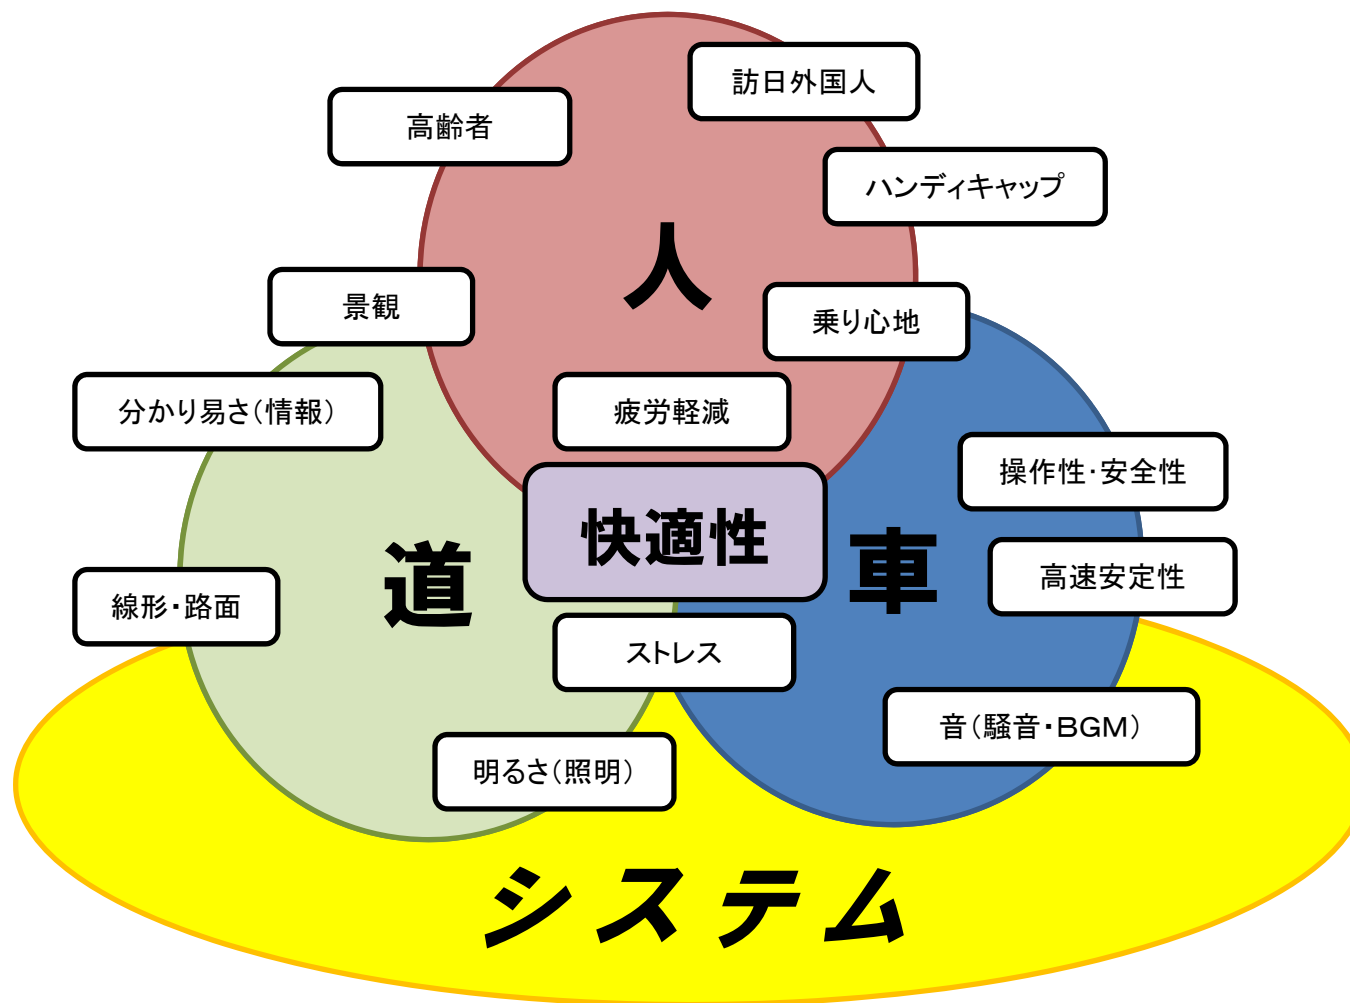 訪日外国人
高齢者
ハンディキャップ
人
景観
乗り心地
分かり易さ（情報）
疲労軽減
操作性・安全性
快適性
道
車
高速安定性
線形・路面
ストレス
音（騒音・BGM）
明るさ（照明）
システム